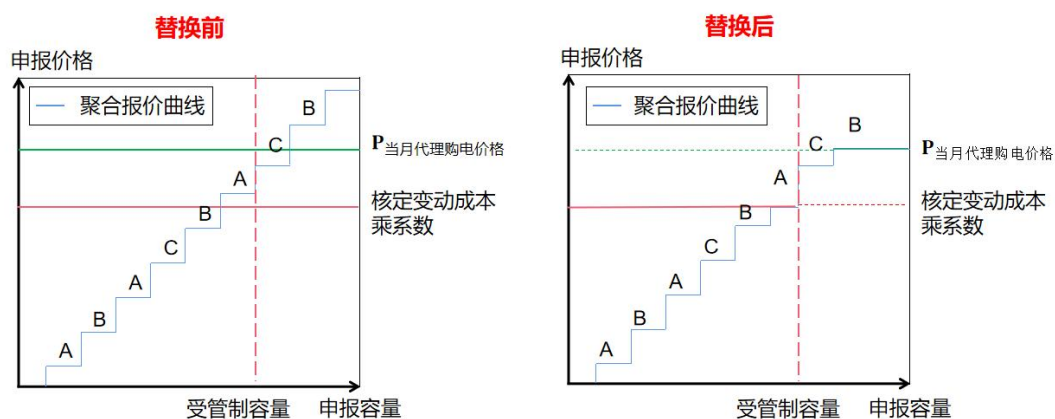 替换前
申报价格
聚合报价曲线
B
C
P当月代理购电价格
A
核定变动成本
乘系数
B
C
A
B
A
受管制容量
申报容量
替换后
申报价格
聚合报价曲线
B
C
P当月代理购电价格
A
核定变动成本
乘系数
B
C
A
B
A
受管制容量
申报容量